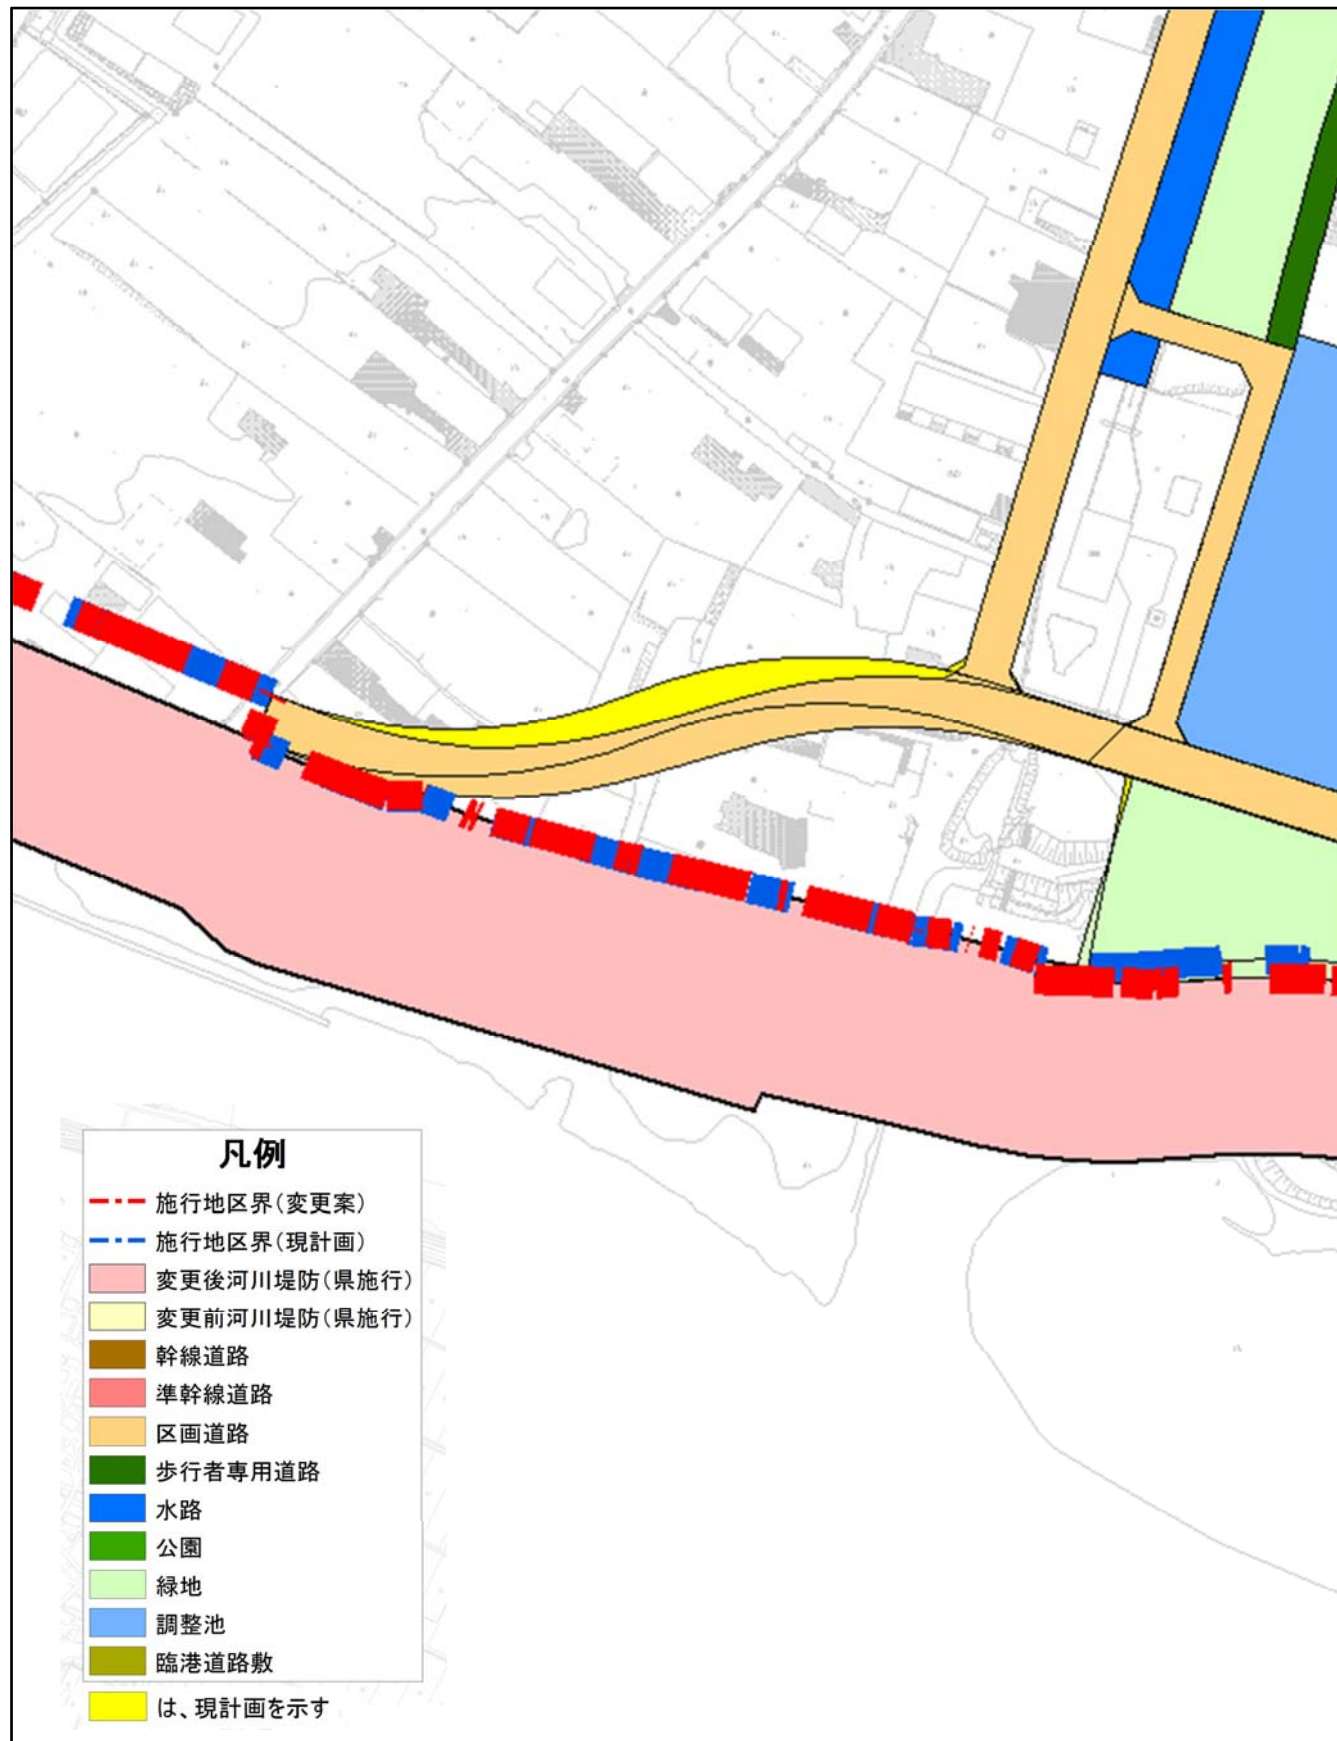 凡例
施行地区界(変更案)
施行地区界(現計画)
変更後河川堤防(県施行)
変更前河川堤防(県施行)
幹線道路
準幹線道路
区画道路
歩行者専用道路
水路
公園
緑地
調整池
臨港道路敷
は、現計画を示す